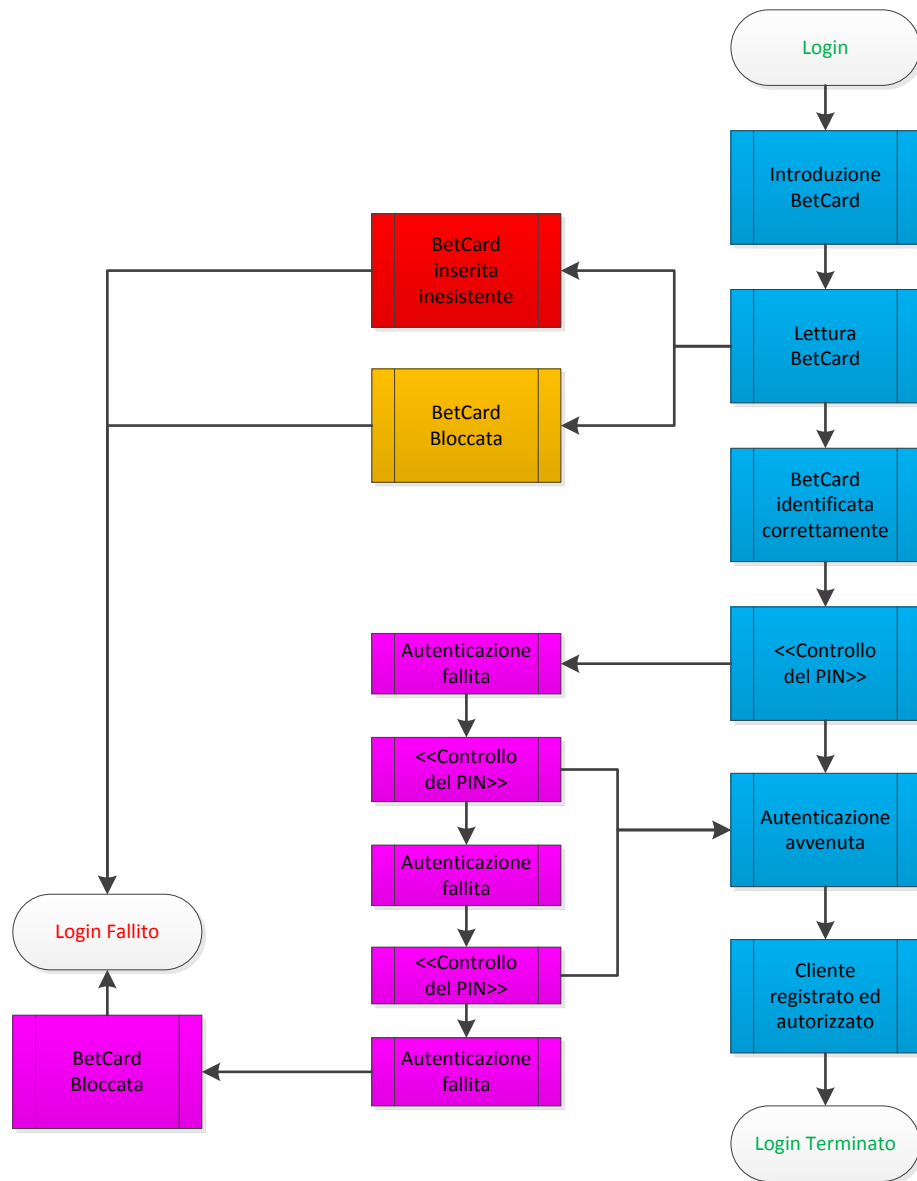 Login
Introduzione
BetCard
BetCard
inserita
inesistente
Lettura
BetCard
BetCard
Bloccata
BetCard
identificata
correttamente
Autenticazione
fallita
<<Controllo
del PIN>>
<<Controllo
del PIN>>
Autenticazione
avvenuta
Autenticazione
fallita
Login Fallito
<<Controllo
del PIN>>
Cliente
registrato ed
autorizzato
BetCard
Bloccata
Autenticazione
fallita
Login Terminato